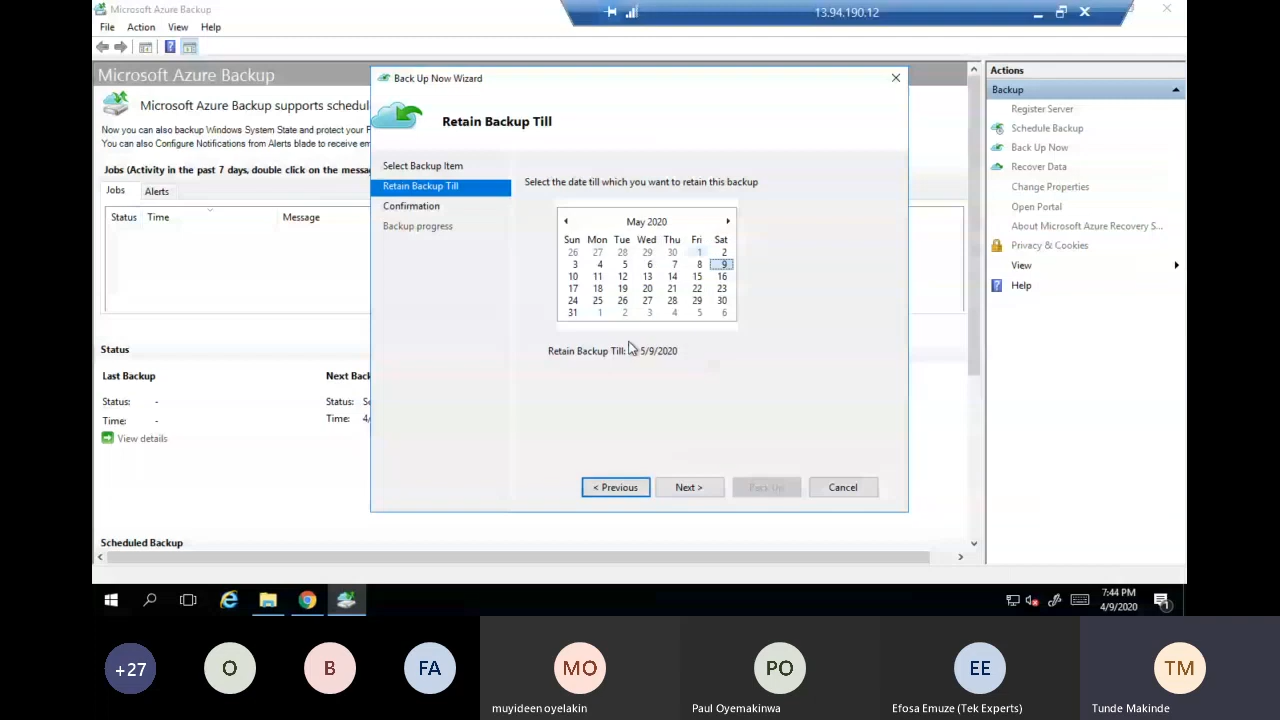 Microsoft Azure Backup
13.94.190.12
File Action View Help
Microsoft Azure Backup
Microsoft Azure Backup supports schedul
Now you can also backup Windows System State and protect your F
You can also Configure Notifications from Alerts blade to receive em
Jobs (Activity in the past 7 days, double click on the messa
Jobs Alerts
Status Time Message
Status
Last Backup Next Back
Status: - Status: Sc
Time: - Time: 4/
View details
Scheduled Backup
Back Up Now Wizard
Retain Backup Till
Select Backup Item
Retain Backup Till
Confirmation
Backup progress
Select the date till which you want to retain this backup
May 2020
Sun Mon Tue Wed Thu Fri Sat
26 27 28 29 30 1 2
3 4 5 6 7 8 9
10 11 12 13 14 15 16
17 18 19 20 21 22 23
24 25 26 27 28 29 30
31 1 2 3 4 5 6
Retain Backup Till: 5/9/2020
< Previous Next > Back Up Cancel
Actions
Backup
Register Server
Schedule Backup
Back Up Now
Recover Data
Change Properties
Open Portal
About Microsoft Azure Recovery S...
Privacy & Cookies
View
Help
7:44 PM
4/9/2020
1
+27 O B FA MO PO EE TM
muyideen oyelakin Paul Oyemakinwa Efosa Emuze (Tek Experts) Tunde Makinde